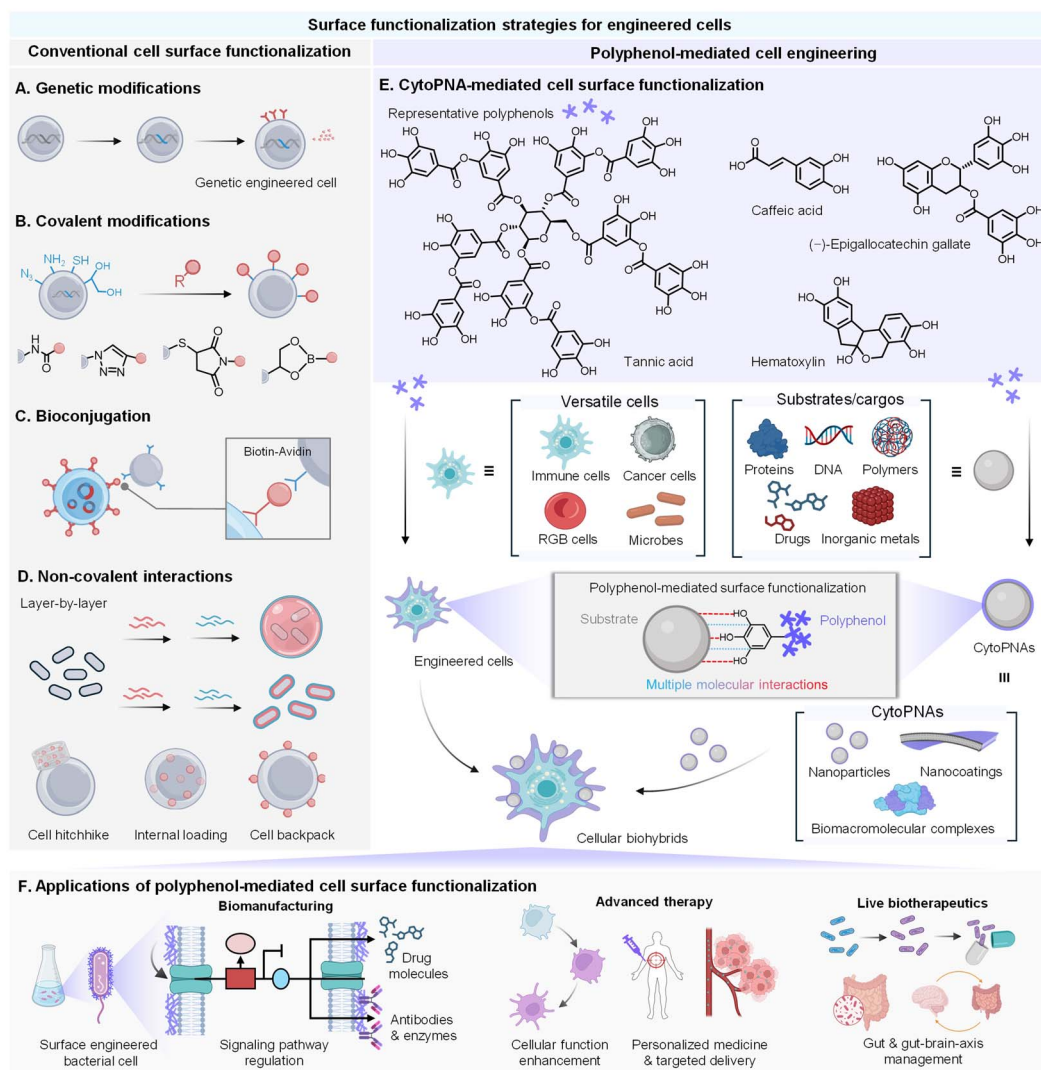 Surface functionalization strategies for engineered cells
Conventional cell surface functionalization
Polyphenol-mediated cell engineering
A. Genetic modifications
Genetic engineered cell
B. Covalent modifications
N3
NH2
SH
OH
OH
R
H
N
O
N
N=N
S
O
N
O
O
B
O
C. Bioconjugation
Biotin-Avidin
D. Non-covalent interactions
Layer-by-layer
Cell hitchhike
Internal loading
Cell backpack
E. CytoPNA-mediated cell surface functionalization
Representative polyphenols
Tannic acid
HO
O
OH
Caffeic acid
(−)-Epigallocatechin gallate
Hematoxylin
Versatile cells
Immune cells
Cancer cells
RGB cells
Microbes
Substrates/cargos
Proteins
DNA
Polymers
Drugs
Inorganic metals
Engineered cells
Polyphenol-mediated surface functionalization
Substrate
HO
HO
HO
Polyphenol
Multiple molecular interactions
CytoPNAs
CytoPNAs
Nanoparticles
Nanocoatings
Biomacromolecular complexes
Cellular biohybrids
F. Applications of polyphenol-mediated cell surface functionalization
Biomanufacturing
Surface engineered
bacterial cell
Signaling pathway
regulation
Drug
molecules
Antibodies
& enzymes
Advanced therapy
Cellular function
enhancement
Personalized medicine
& targeted delivery
Live biotherapeutics
Gut & gut-brain-axis
management